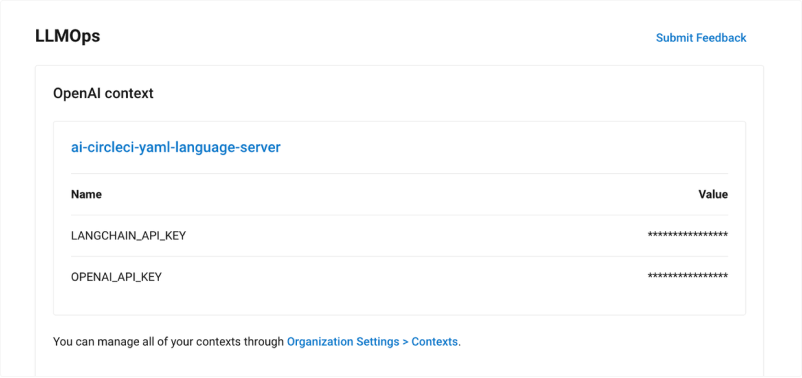 LLMOps
Submit Feedback
OpenAI context
ai-circleci-yaml-language-server
Name Value
LANGCHAIN_API_KEY ****************
OPENAI_API_KEY ****************
You can manage all of your contexts through Organization Settings > Contexts.